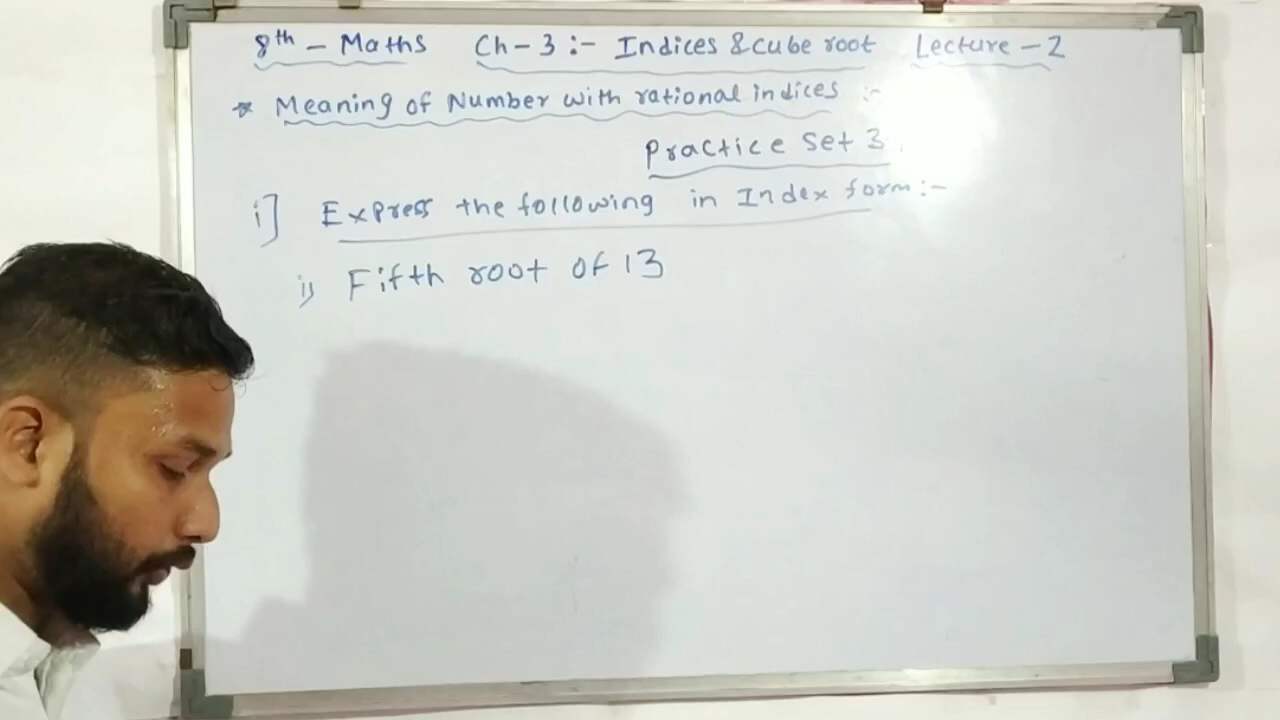 8th - Maths Ch-3 :- Indices & cube root Lecture - 2
* Meaning of Number with rational indices :-
Practice Set 3.
i] Express the following in Index form :-
i) Fifth root of 13